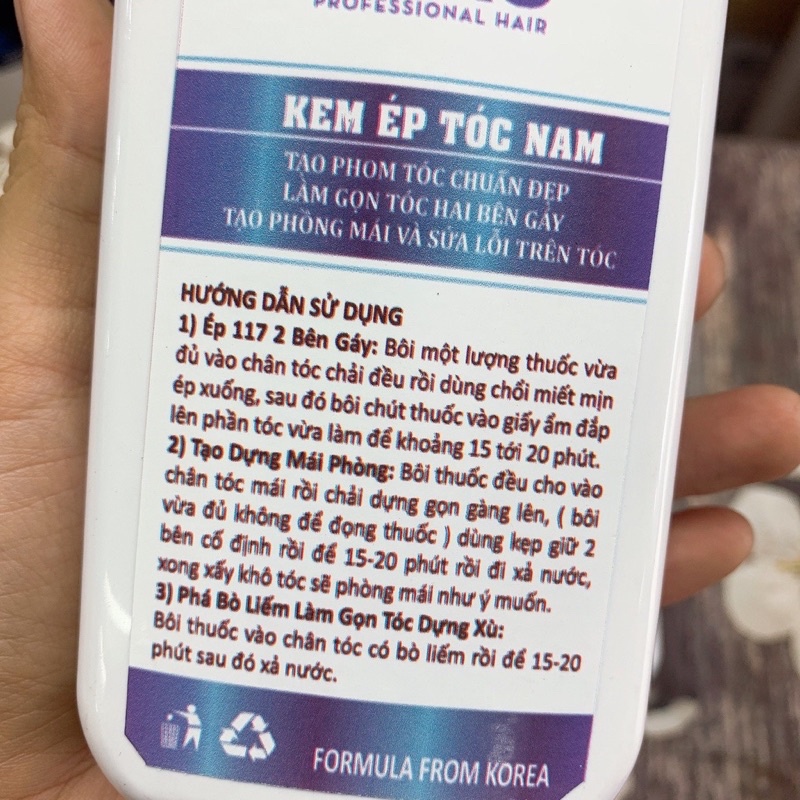 PROFESSIONAL HAIR
KEM ÉP TÓC NAM
TẠO PHOM TÓC CHUẨN ĐẸP
LÀM GỌN TÓC HAI BÊN GÁY
TẠO PHỒNG MÁI VÀ SỬA LỖI TRÊN TÓC
HƯỚNG DẪN SỬ DỤNG
1) Ép 117 2 Bên Gáy: Bôi một lượng thuốc vừa
đủ vào chân tóc chải đều rồi dùng chổi miết mịn
ép xuống, sau đó bôi chút thuốc vào giấy ẩm đắp
lên phần tóc vừa làm để khoảng 15 tới 20 phút.
2) Tạo Dựng Mái Phòng: Bôi thuốc đều cho vào
chân tóc mái rồi chải dựng gọn gàng lên, ( bôi
vừa đủ không để đọng thuốc ) dùng kẹp giữ 2
bên cố định rồi để 15-20 phút rồi đi xả nước,
xong xấy khô tóc sẽ phòng mái như ý muốn.
3) Phá Bò Liếm Làm Gọn Tóc Dựng Xù:
Bôi thuốc vào chân tóc có bò liếm rồi để 15-20
phút sau đó xả nước.
FORMULA FROM KOREA